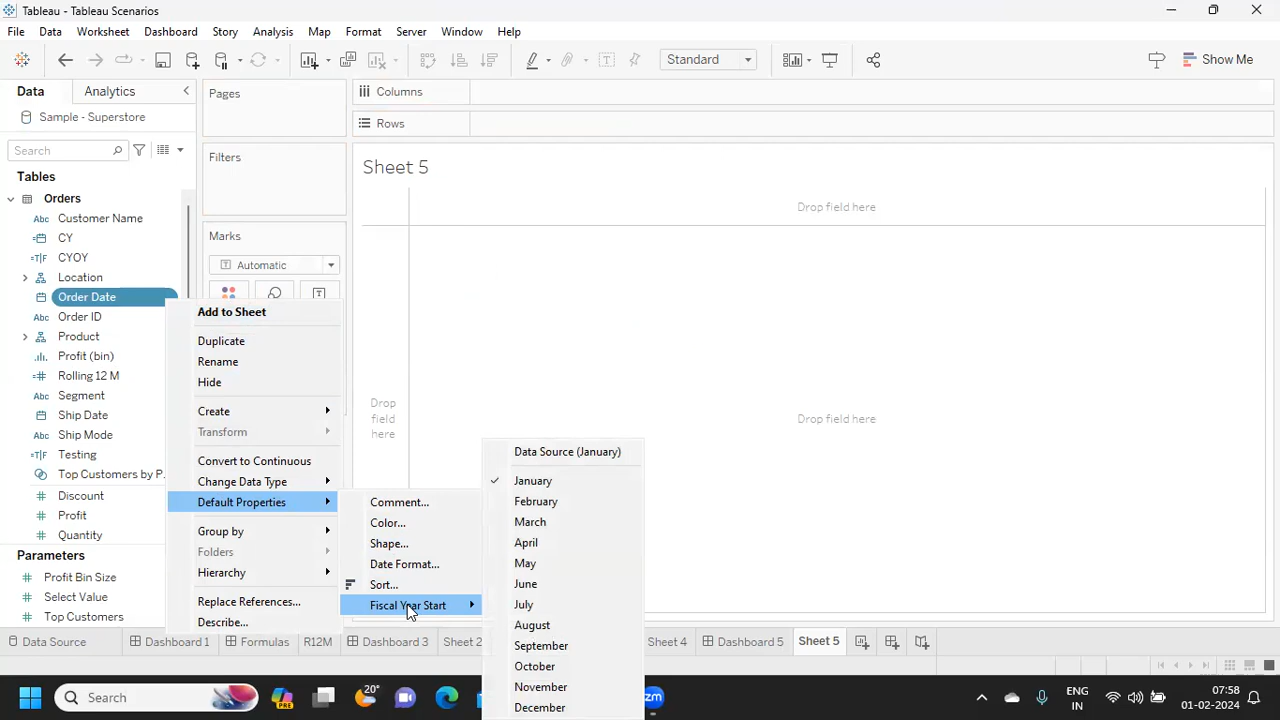 Tableau - Tableau Scenarios
File Data Worksheet Dashboard Story Analysis Map Format Server Window Help
Standard
Show Me
Data Analytics
Pages
Columns
Sample - Superstore
Rows
Search
Filters
Sheet 5
Tables
Orders
Drop field here
Abc Customer Name
CY
Marks
=T|F CYOY
Automatic
Location
Order Date
Abc Order ID
Product
Profit (bin)
Rolling 12 M
Abc Segment
Ship Date
Abc Ship Mode
=T|F Testing
Top Customers by P..
Discount
Profit
Quantity
Parameters
Profit Bin Size
Select Value
Top Customers
Add to Sheet
Duplicate
Rename
Hide
Create
Transform
Convert to Continuous
Change Data Type
Default Properties
Group by
Folders
Hierarchy
Replace References...
Describe...
Comment...
Color...
Shape...
Date Format...
Sort...
Fiscal Year Start
Data Source (January)
January
February
March
April
May
June
July
August
September
October
November
December
Drop
field
here
Drop field here
Data Source Dashboard 1 Formulas R12M Dashboard 3 Sheet 2 Sheet 4 Dashboard 5 Sheet 5
Search
PRE
20°
zm
ENG
IN
07:58
01-02-2024